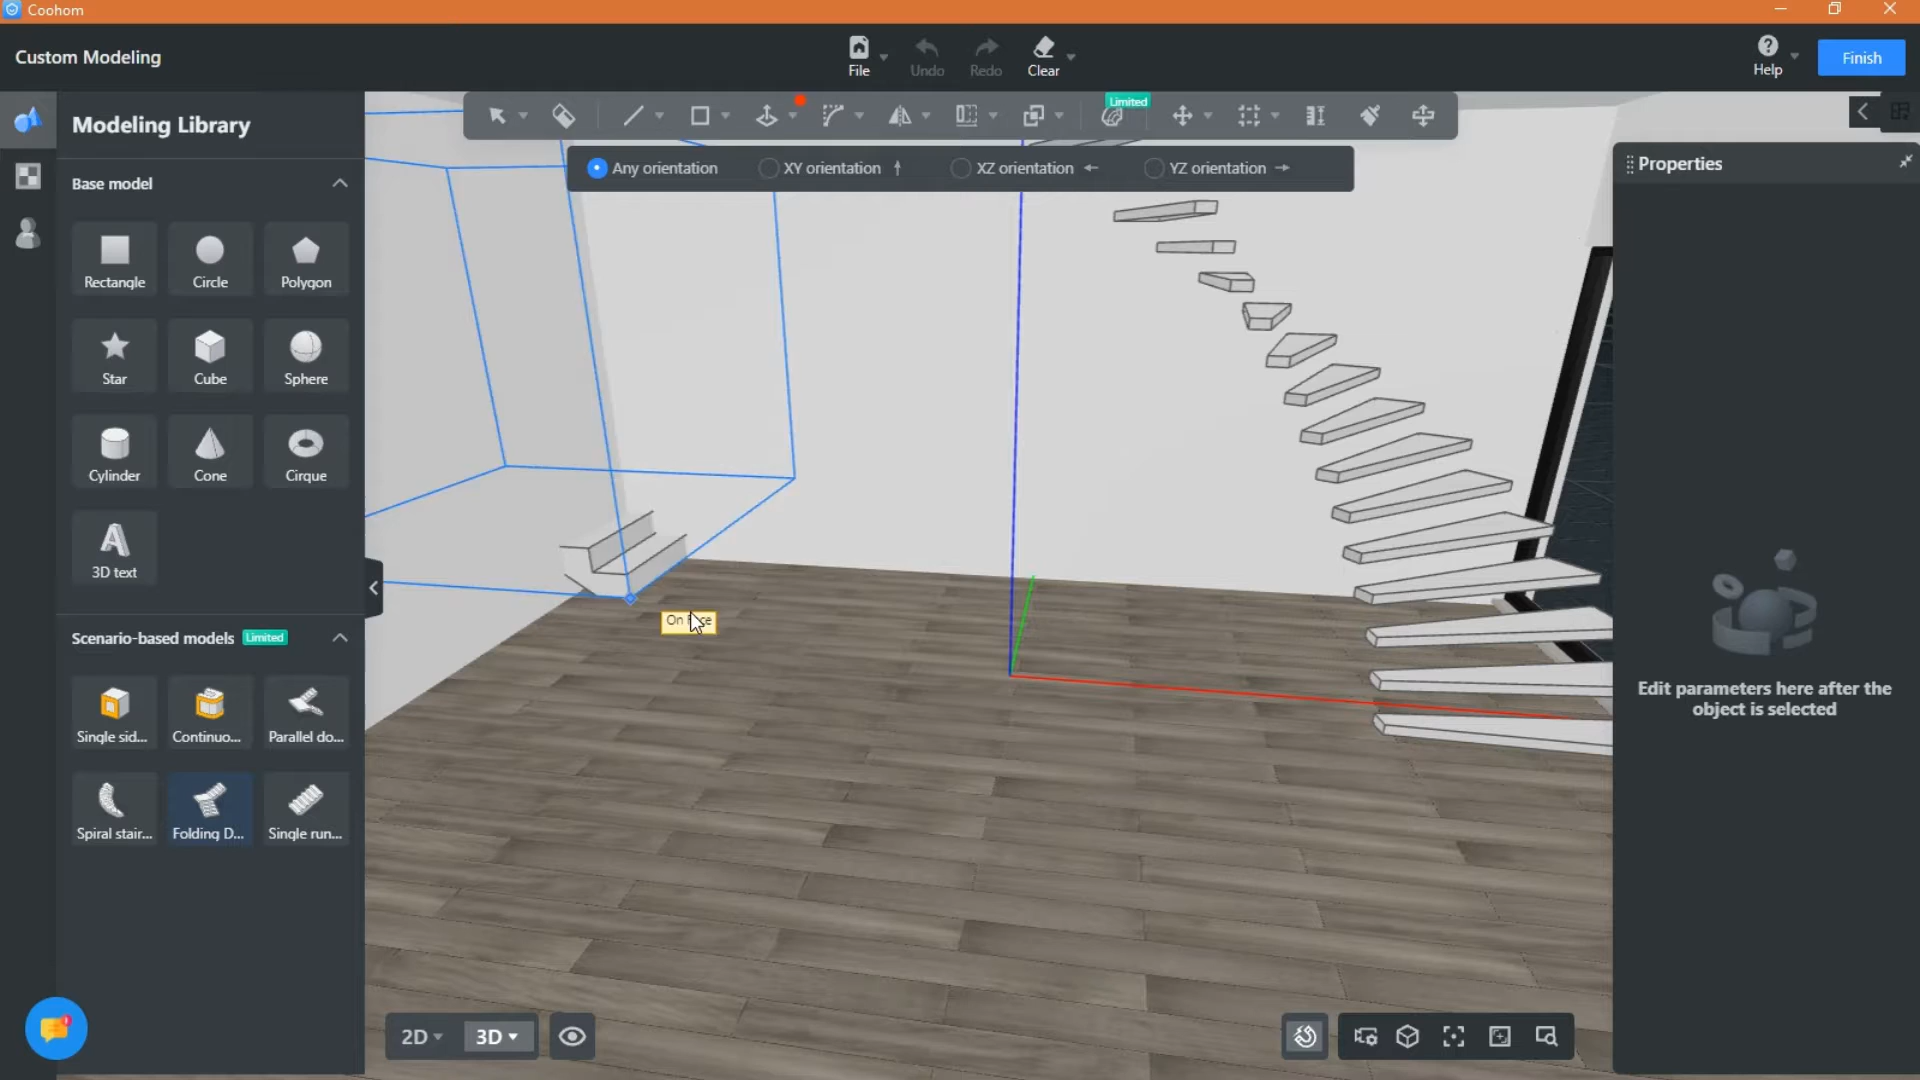 Coohom
Custom Modeling
File
Undo
Redo
Clear
Help
Finish
Modeling Library
Limited
Any orientation
XY orientation
XZ orientation
YZ orientation
Properties
Base model
Rectangle
Circle
Polygon
Star
Cube
Sphere
Cylinder
Cone
Cirque
3D text
On
Scenario-based models Limited
Single sid...
Continuo...
Parallel do...
Spiral stair...
Folding D...
Single run...
Edit parameters here after the
object is selected
2D
3D